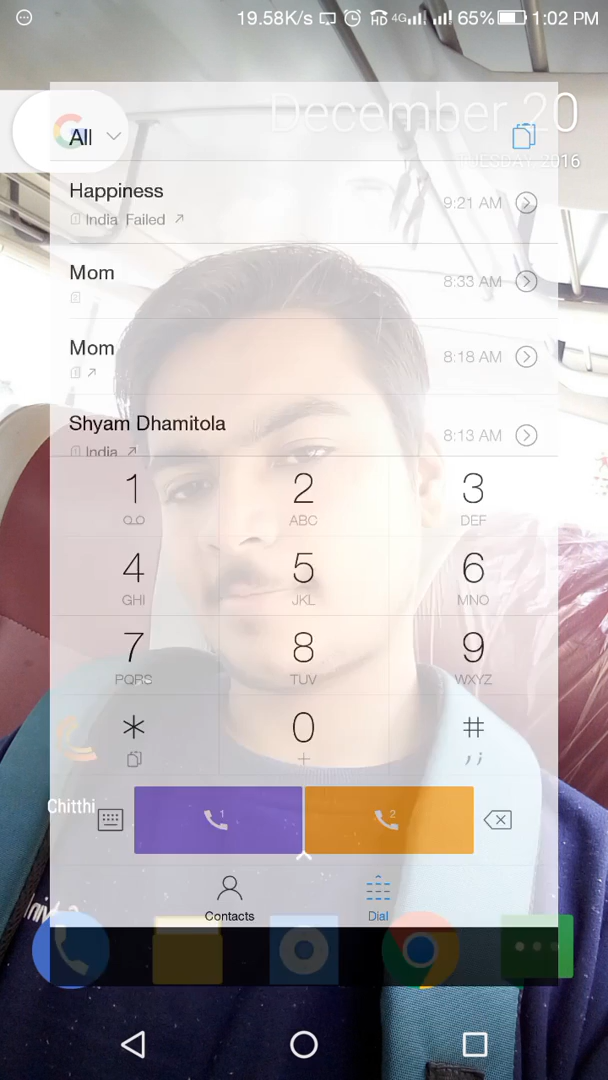 19.58K/s HD 4G 65% 1:02 PM
December 20
All
TUESDAY 2016
Happiness
9:21 AM
India Failed
Mom
8:33 AM
Mom
8:18 AM
Shyam Dhamitola
8:13 AM
India
1 2 3
ABC DEF
4 5 6
GHI JKL MNO
7 8 9
PQRS TUV WXYZ
* 0 #
+ , ;
Chitthi
1 2
Contacts Dial